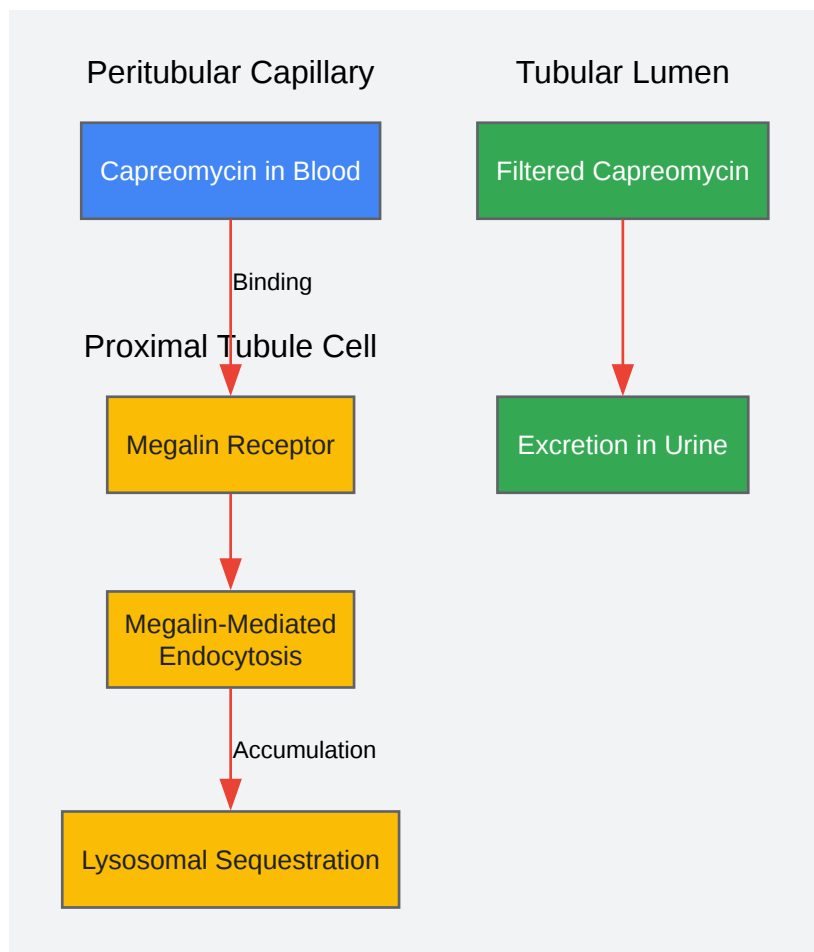 Peritubular Capillary
Tubular Lumen
Capreomycin in Blood
Filtered Capreomycin
Binding
Proximal Tubule Cell
Megalin Receptor
Excretion in Urine
Megalin-Mediated
Endocytosis
Accumulation
Lysosomal Sequestration